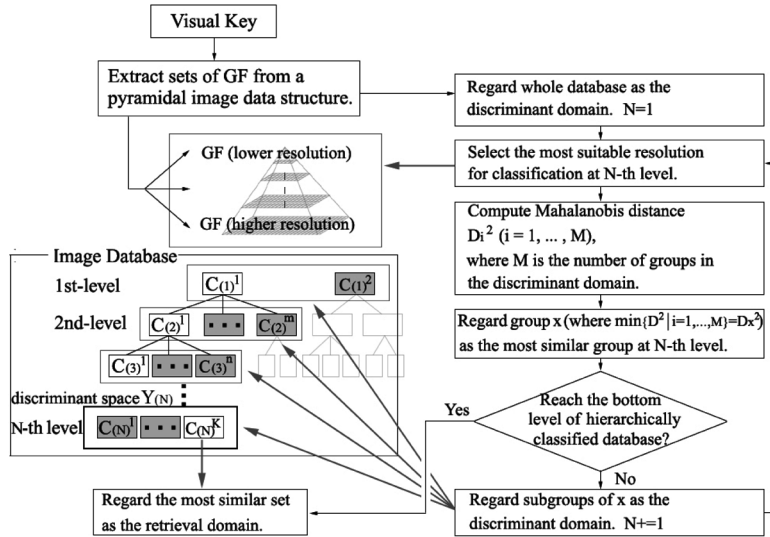 Visual Key
Extract sets of GF from a
pyramidal image data structure.
GF (lower resolution)
GF (higher resolution)
Regard whole database as the
discriminant domain. N=1
Select the most suitable resolution
for classification at N-th level.
Compute Mahalanobis distance
Di² (i = 1, ... , M),
where M is the number of groups in
the discriminant domain.
Regard group x (where min{D²|i=1,...,M}=Dx²)
as the most similar group at N-th level.
Reach the bottom
level of hierarchically
classified database?
Yes
No
Regard subgroups of x as the
discriminant domain. N+=1
Image Database
1st-level C(1)¹ C(1)²
2nd-level C(2)¹ ... C(2)ᵐ
C(3)¹ ... C(3)ⁿ
discriminant space Y(N)
N-th level C(N)¹ ... C(N)ᴷ
Regard the most similar set
as the retrieval domain.